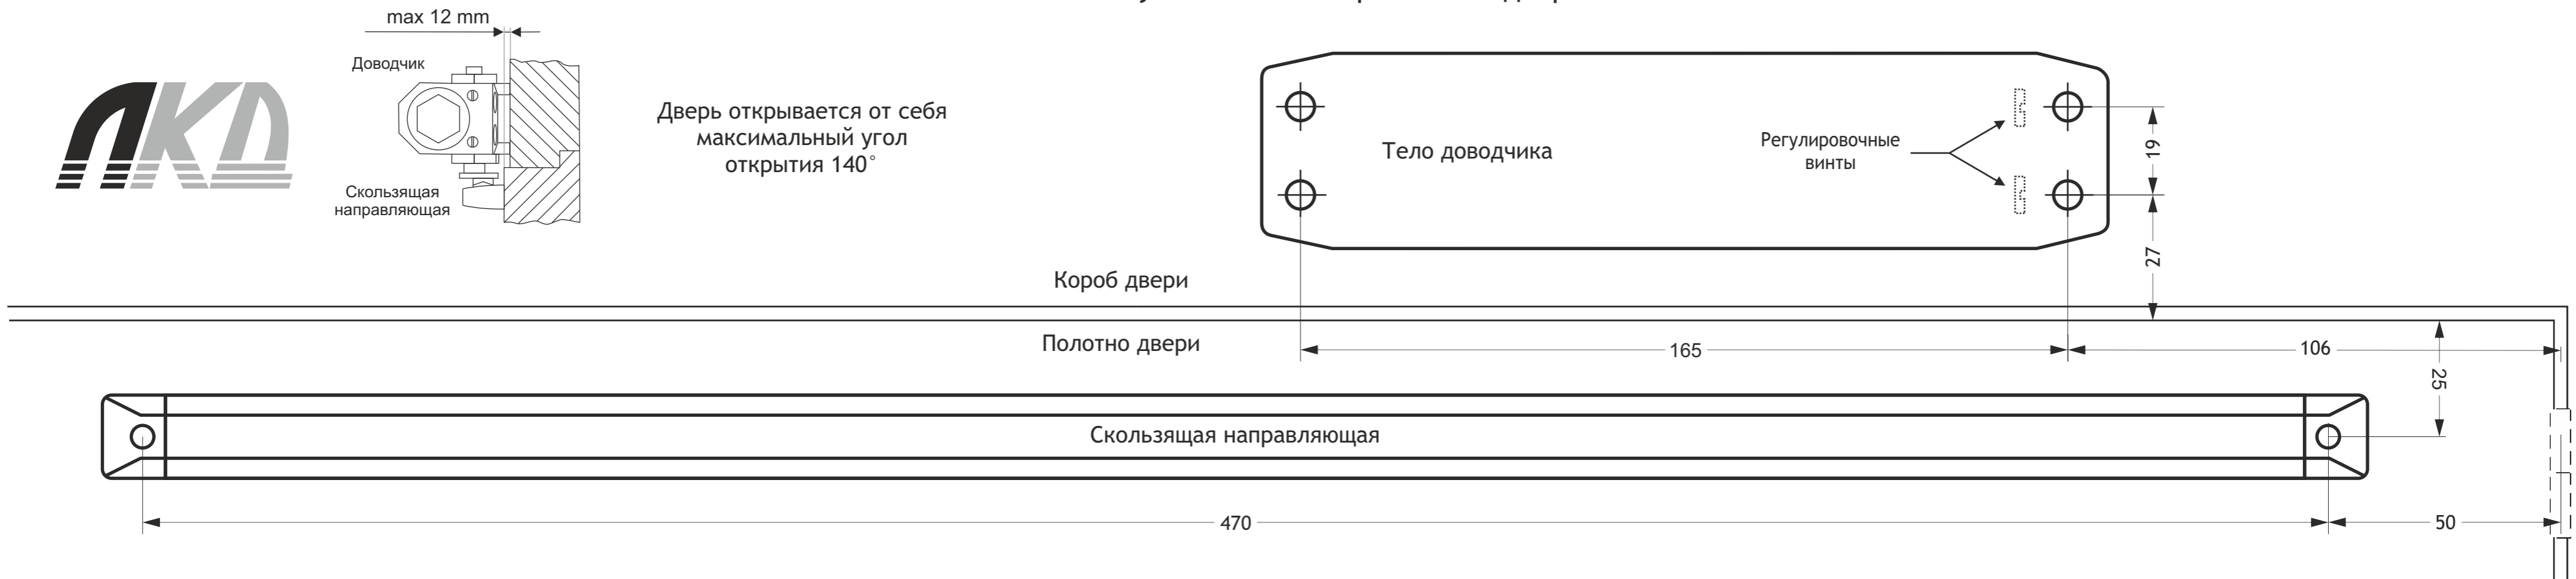 max 12 mm
Доводчик
Скользящая
направляющая
ЛКД
Дверь открывается от себя
максимальный угол
открытия 140°
Тело доводчика
Регулировочные
винты
19
27
Короб двери
Полотно двери
165
106
25
Скользящая направляющая
470
50